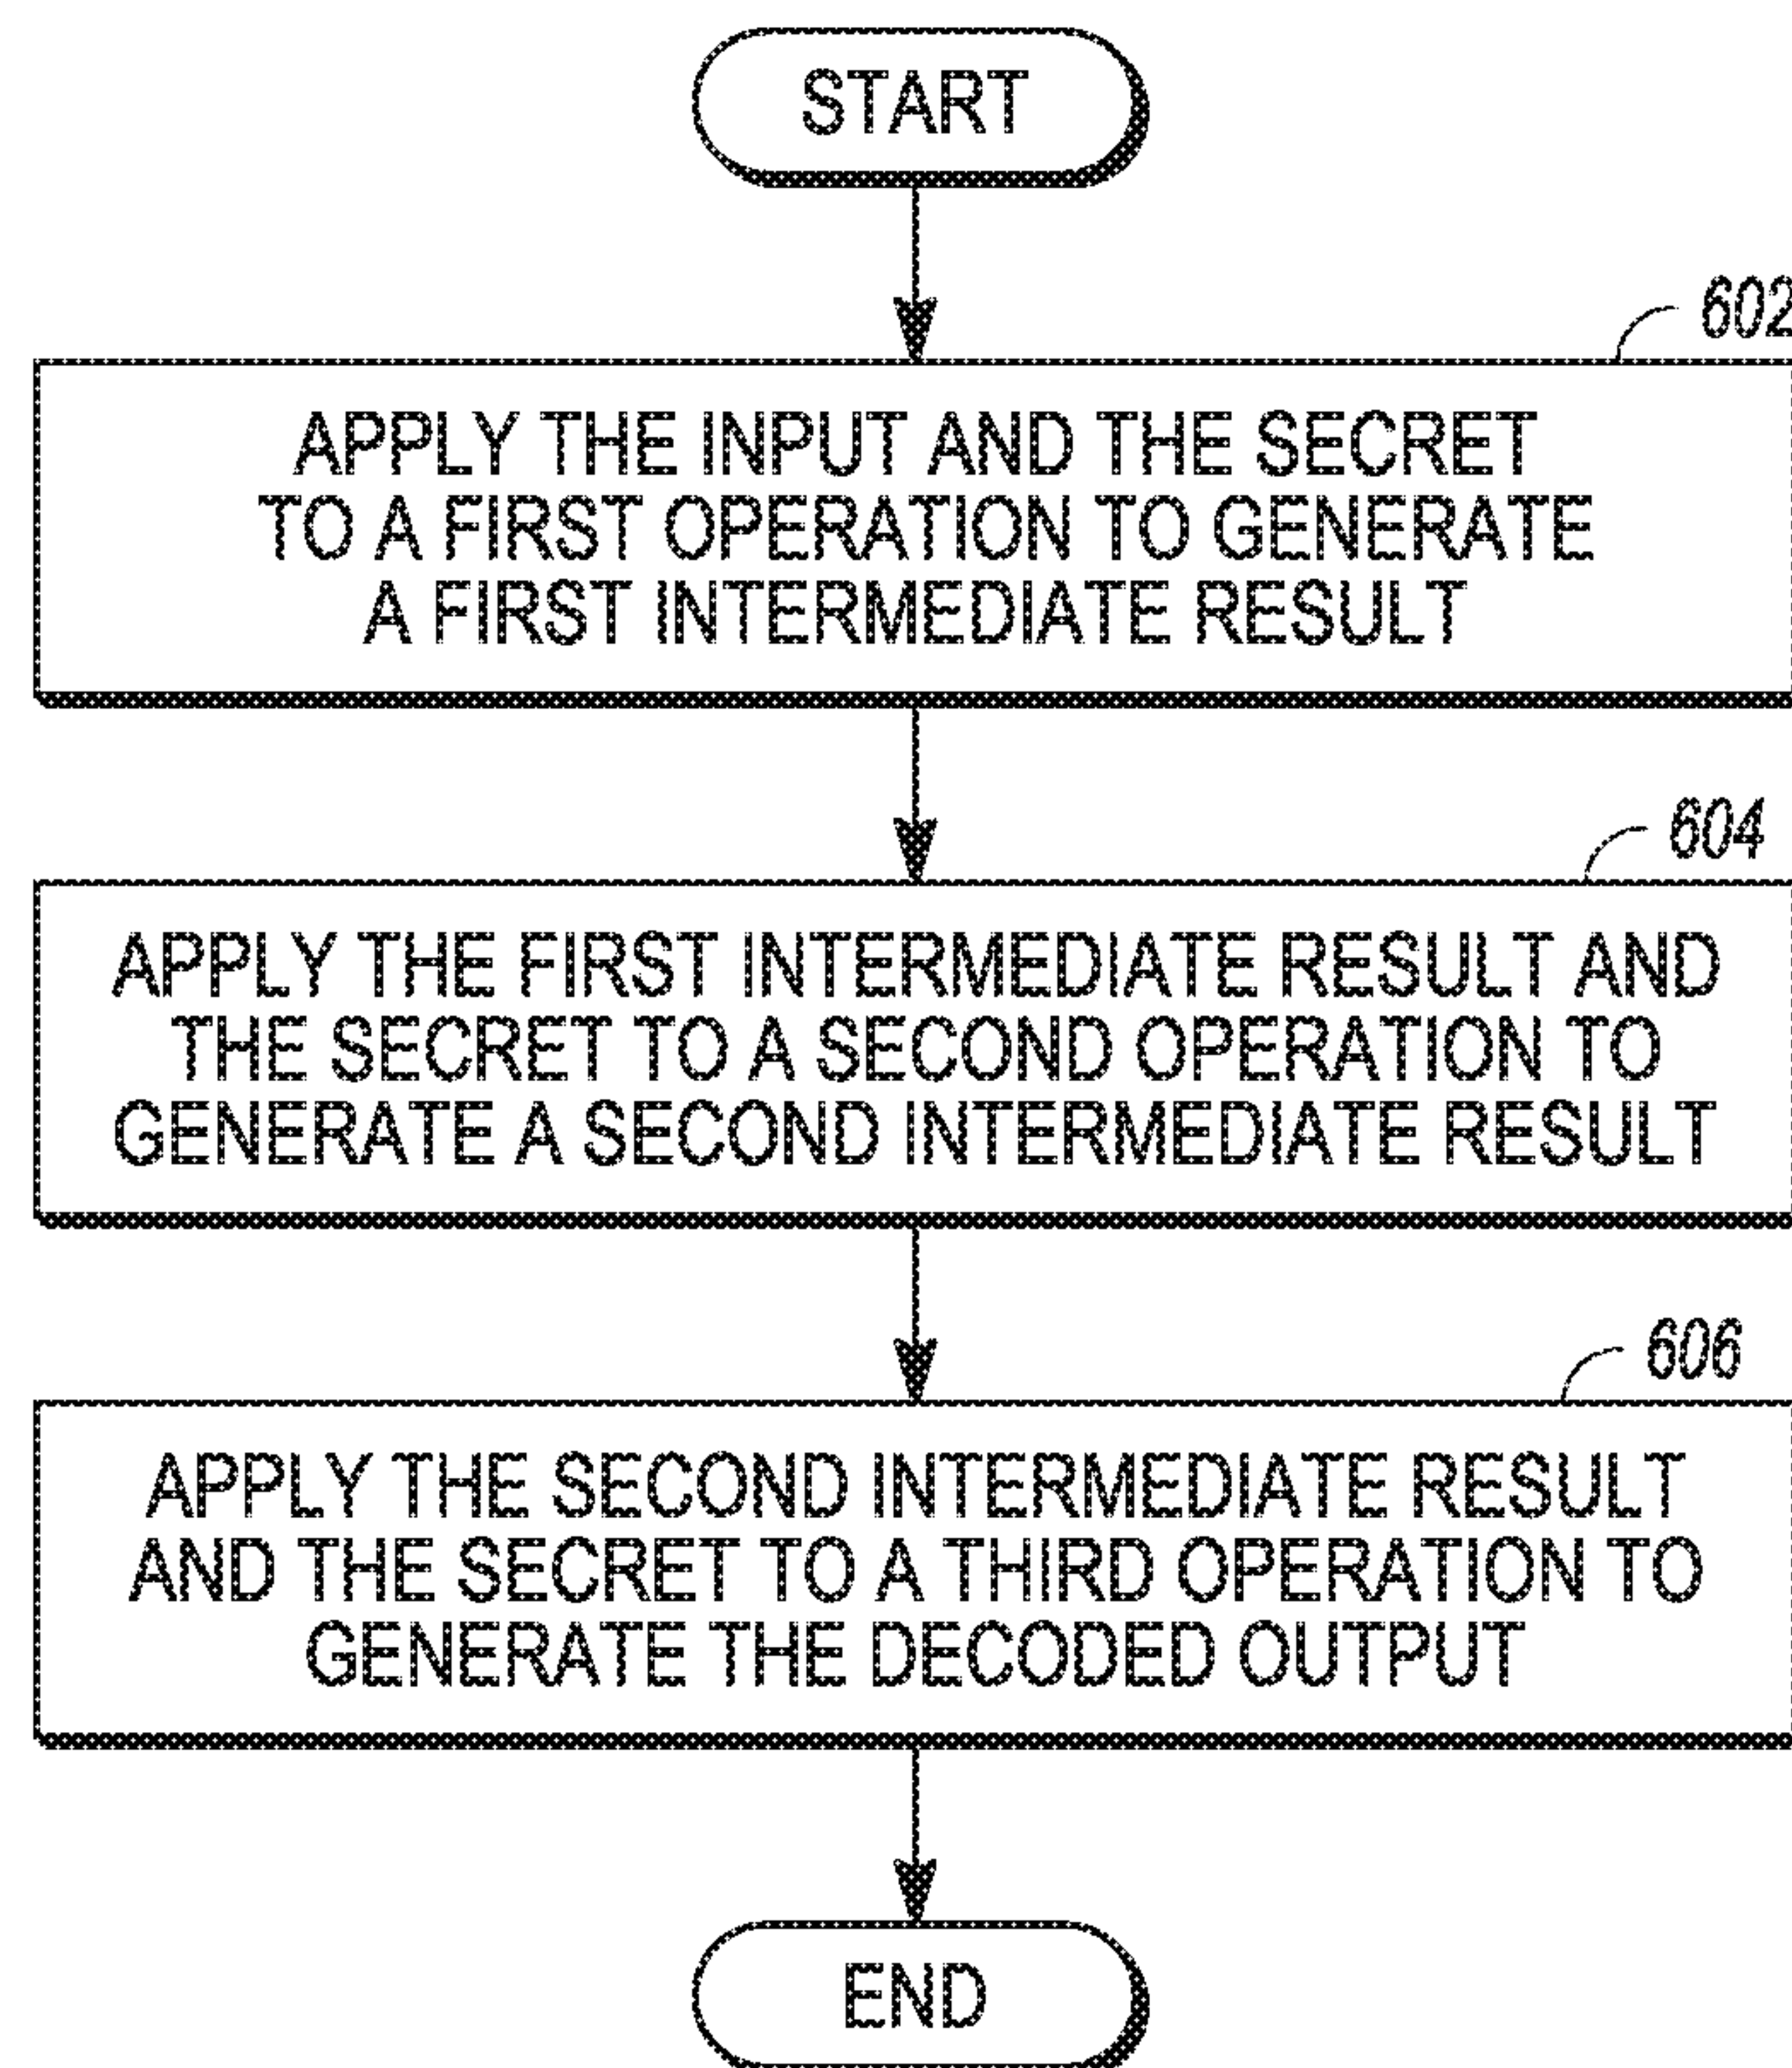 START
602
APPLY THE INPUT AND THE SECRET
TO A FIRST OPERATION TO GENERATE
A FIRST INTERMEDIATE RESULT
604
APPLY THE FIRST INTERMEDIATE RESULT AND
THE SECRET TO A SECOND OPERATION TO
GENERATE A SECOND INTERMEDIATE RESULT
606
APPLY THE SECOND INTERMEDIATE RESULT
AND THE SECRET TO A THIRD OPERATION TO
GENERATE THE DECODED OUTPUT
END